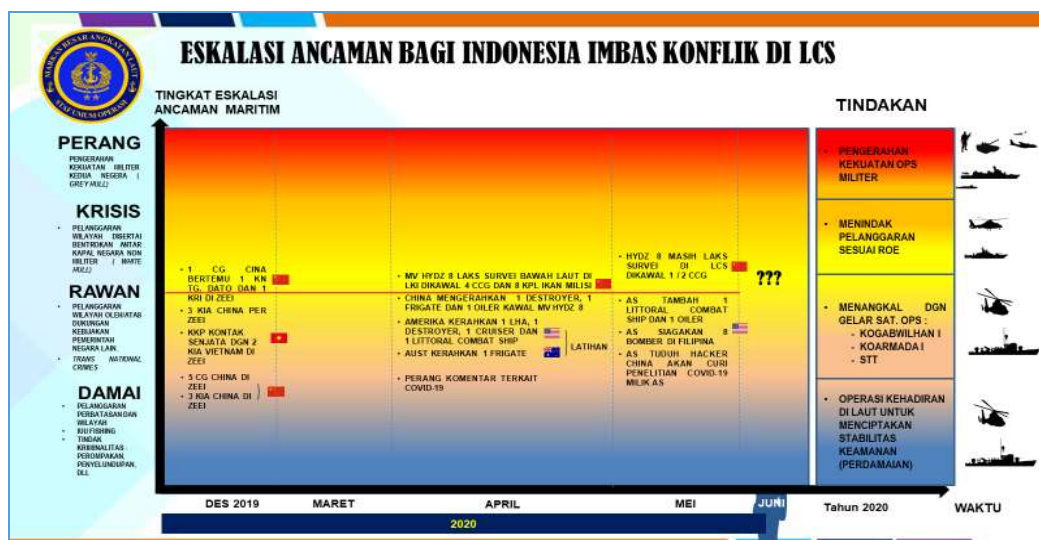 ESKALASI ANCAMAN BAGI INDONESIA IMBAS KONFLIK DI LCS
MARKAS BESAR ANGKATAN LAUT
STAF UMUM OPERASI
TINGKAT ESKALASI
ANCAMAN MARITIM
TINDAKAN
PERANG
PENGERAHAN
KEKUATAN MILITER
KEDUA NEGERA (
GREY HULL)
KRISIS
• PELANGGARAN
WILAYAH DISERTAI
BENTROKAN ANTAR
KAPAL NEGARA NON
MILITER ( WHITE
HULL)
RAWAN
• PELANGGARAN
WILAYAH OLEH/ATAS
DUKUNGAN
KEBIJAKAN
PEMERINTAH
NEGARA LAIN.
• TRANS NATIONAL
CRIMES
DAMAI
• PELANGGARAN
PERBATASAN DAN
WILAYAH
• IUU FISHING
• TINDAK
KRIMINALITAS :
PEROMPAKAN,
PENYELUNDUPAN,
DLL
• 1 CG CINA
BERTEMU 1 KN
TG. DATO DAN 1
KRI DI ZEEI
• 3 KIA CHINA PER
ZEEI
• KKP KONTAK
SENJATA DGN 2
KIA VIETNAM DI
ZEEI
• 5 CG CHINA DI
ZEEI
• 3 KIA CHINA DI
ZEEI
• MV HYDZ 8 LAKS SURVEI BAWAH LAUT DI
LKI DIKAWAL 4 CCG DAN 8 KPL IKAN MILISI
• CHINA MENGERAHKAN 1 DESTROYER, 1
FRIGATE DAN 1 OILER KAWAL MV HYDZ 8
• AMERIKA KERAHKAN 1 LHA, 1
DESTROYER, 1 CRUISER DAN
1 LITTORAL COMBAT SHIP
• AUST KERAHKAN 1 FRIGATE
LATIHAN
• PERANG KOMENTAR TERKAIT
COVID-19
• HYDZ 8 MASIH LAKS
SURVEI DI LCS
DIKAWAL 1 / 2 CCG
• AS TAMBAH 1
LITTORAL COMBAT
SHIP DAN 1 OILER
• AS SIAGAKAN 8
BOMBER DI FILIPINA
• AS TUDUH HACKER
CHINA AKAN CURI
PENELITIAN COVID-19
MILIK AS
???
• PENGERAHAN
KEKUATAN OPS
MILITER
• MENINDAK
PELANGGARAN
SESUAI ROE
• MENANGKAL DGN
GELAR SAT. OPS :
- KOGABWILHAN I
- KOARMADA I
- STT
• OPERASI KEHADIRAN
DI LAUT UNTUK
MENCIPTAKAN
STABILITAS
KEAMANAN
(PERDAMAIAN)
DES 2019
MARET
APRIL
MEI
JUNI
Tahun 2020
WAKTU
2020